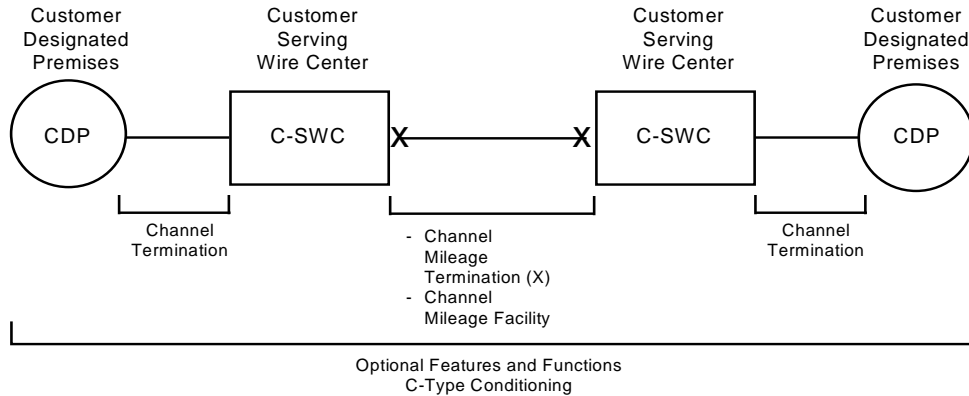 Customer
Designated
Premises
Customer
Serving
Wire Center
Customer
Serving
Wire Center
Customer
Designated
Premises
CDP
C-SWC
X
X
C-SWC
CDP
Channel
Termination
- Channel
Mileage
Termination (X)
- Channel
Mileage Facility
Channel
Termination
Optional Features and Functions
C-Type Conditioning